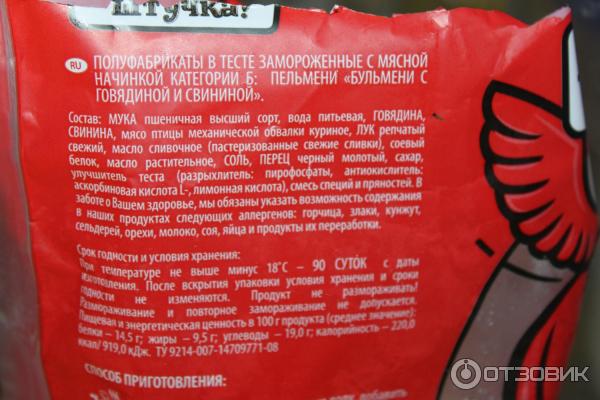 штучка!
RU ПОЛУФАБРИКАТЫ В ТЕСТЕ ЗАМОРОЖЕННЫЕ С МЯСНОЙ
НАЧИНКОЙ КАТЕГОРИИ Б: ПЕЛЬМЕНИ «БУЛЬМЕНИ С
ГОВЯДИНОЙ И СВИНИНОЙ».
Состав: МУКА пшеничная высший сорт, вода питьевая, ГОВЯДИНА,
СВИНИНА, мясо птицы механической обвалки куриное, ЛУК репчатый
свежий, масло сливочное (пастеризованные свежие сливки), соевый
белок, масло растительное, СОЛЬ, ПЕРЕЦ черный молотый, сахар,
улучшитель теста (разрыхлитель: пирофосфаты, антиокислитель:
аскорбиновая кислота L-, лимонная кислота), смесь специй и пряностей. В
заботе о Вашем здоровье, мы обязаны указать возможность содержания
в наших продуктах следующих аллергенов: горчица, злаки, кунжут,
сельдерей, орехи, молоко, соя, яйца и продукты их переработки.
Срок годности и условия хранения:
При температуре не выше минус 18˚С – 90 СУТОК с даты
изготовления. После вскрытия упаковки условия хранения и сроки
годности не изменяются. Продукт не размораживать!
Размораживание и повторное замораживание не допускается.
Пищевая и энергетическая ценность в 100 г продукта (среднее значение):
белки – 14,5 г; жиры – 9,5 г; углеводы – 19,0 г; калорийность – 220,0
ккал/ 919,0 кДж. ТУ 9214-007-14709771-08
СПОСОБ ПРИГОТОВЛЕНИЯ:
добавить
ОТЗОВИК